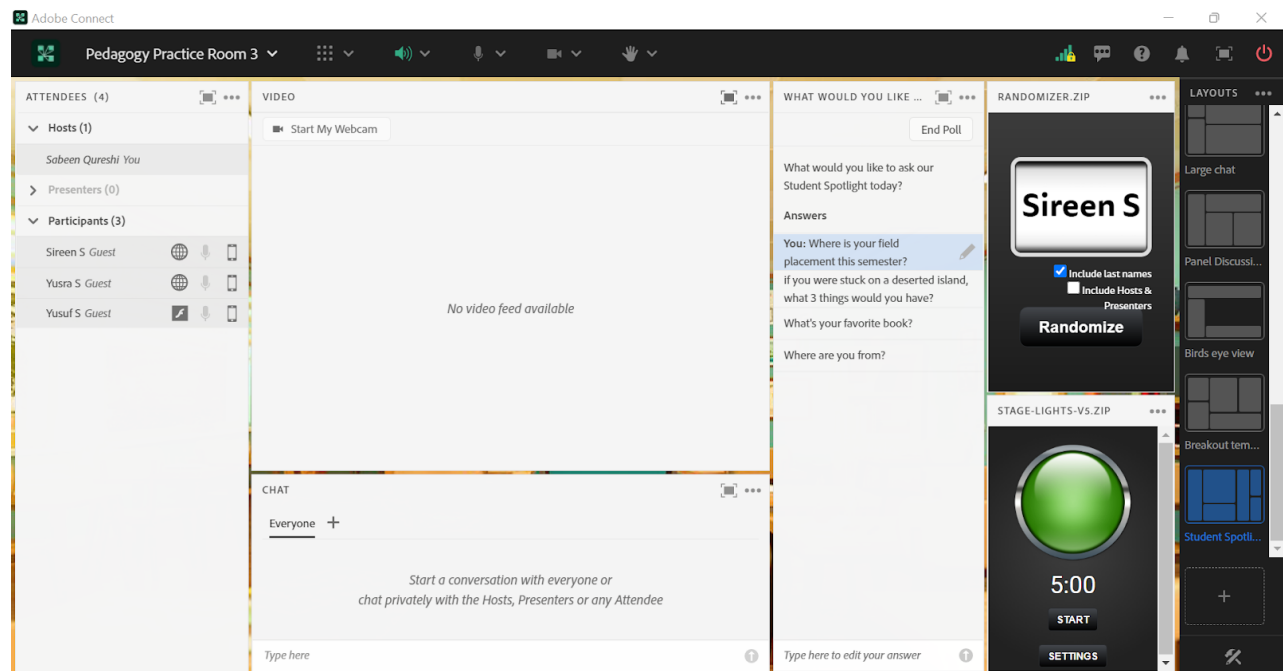 Adobe Connect
Pedagogy Practice Room 3
ATTENDEES (4)
Hosts (1)
Sabeen Qureshi You
Presenters (0)
Participants (3)
Sireen S Guest
Yusra S Guest
Yusuf S Guest
VIDEO
Start My Webcam
No video feed available
CHAT
Everyone
Start a conversation with everyone or
chat privately with the Hosts, Presenters or any Attendee
Type here
WHAT WOULD YOU LIKE ...
End Poll
What would you like to ask our
Student Spotlight today?
Answers
You: Where is your field
placement this semester?
if you were stuck on a deserted island,
what 3 things would you have?
What's your favorite book?
Where are you from?
Type here to edit your answer
RANDOMIZER.ZIP
Sireen S
Include last names
Include Hosts &
Presenters
Randomize
STAGE-LIGHTS-V5.ZIP
5:00
START
SETTINGS
LAYOUTS
Large chat
Panel Discussi...
Birds eye view
Breakout tem...
Student Spotli...